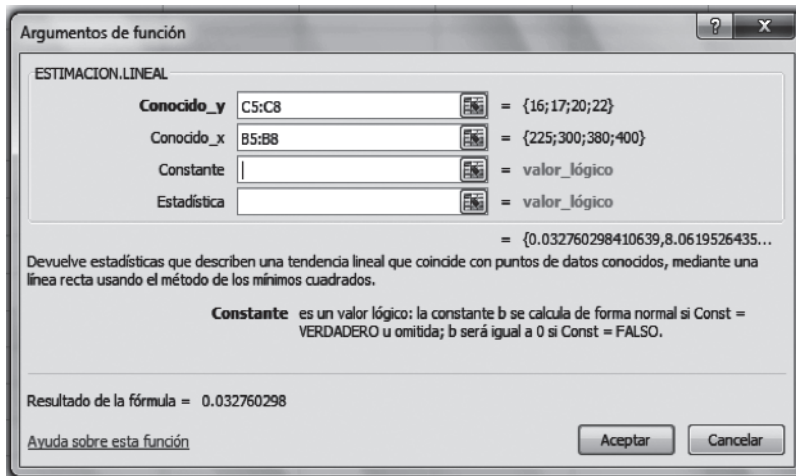 Argumentos de función
? X
ESTIMACION.LINEAL
Conocido_y C5:C8 = {16;17;20;22}
Conocido_x B5:B8 = {225;300;380;400}
Constante = valor_lógico
Estadística = valor_lógico
= {0.032760298410639,8.0619526435...
Devuelve estadísticas que describen una tendencia lineal que coincide con puntos de datos conocidos, mediante una
línea recta usando el método de los mínimos cuadrados.
Constante es un valor lógico: la constante b se calcula de forma normal si Const =
VERDADERO u omitida; b será igual a 0 si Const = FALSO.
Resultado de la fórmula = 0.032760298
Ayuda sobre esta función
Aceptar Cancelar